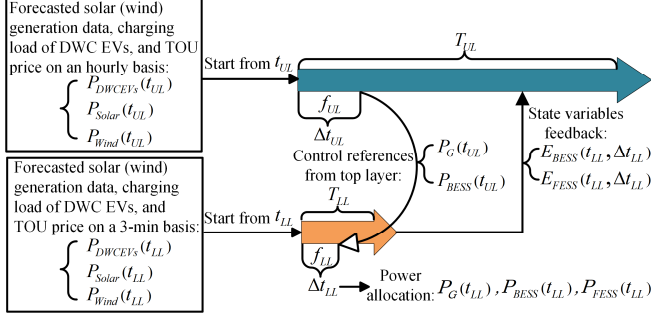 Forecasted solar (wind)
generation data, charging
load of DWC EVs, and TOU
price on an hourly basis:
P_DWCEVs(t_UL)
P_Solar(t_UL)
P_Wind(t_UL)
Start from t_UL
T_UL
f_UL
Δt_UL
Control references
from top layer:
P_G(t_UL)
P_BESS(t_UL)
State variables
feedback:
E_BESS(t_LL,Δt_LL)
E_FESS(t_LL,Δt_LL)
Forecasted solar (wind)
generation data, charging
load of DWC EVs, and
TOU price on a 3-min basis:
P_DWCEVs(t_LL)
P_Solar(t_LL)
P_Wind(t_LL)
Start from t_LL
T_LL
f_LL
Δt_LL
Power
allocation: P_G(t_LL),P_BESS(t_LL),P_FESS(t_LL)